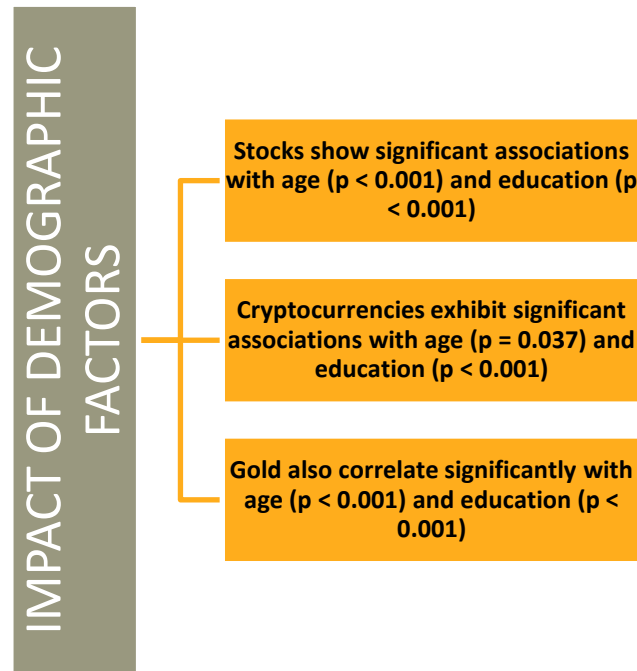 IMPACT OF DEMOGRAPHIC
FACTORS
Stocks show significant associations
with age (p < 0.001) and education (p
< 0.001)
Cryptocurrencies exhibit significant
associations with age (p = 0.037) and
education (p < 0.001)
Gold also correlate significantly with
age (p < 0.001) and education (p <
0.001)